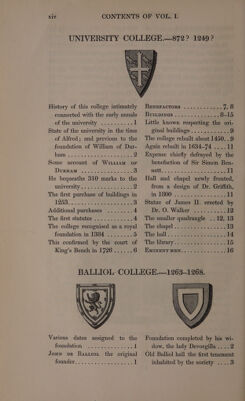 xiv
CONTENTS OF VOL. I.
UNIVERSITY COLLEGE.—872? 1249?
History of this college intimately
connected with the early annals
of the university ......... 1
State of the university in the time
of Alfred; and previous to the
foundation of William of Dur-
ham ................... 2
Some account of WILLIAM OF
DURHAM .................. 3
He bequeaths 310 marks to the
university ................ 2
The first purchase of buildings in
1253 .................... 3
Additional purchases ........ 4
The first statutes ........... 4
The college recognised as a royal
foundation in 1384 ........ 5
This confirmed by the court of
King's Bench in 1726 ...... 6
BENEFACTORS .......... 7, 8
BUILDINGS ............ 8–15
Little known respecting the ori-
ginal buildings ........... 9
The college rebuilt about 1450 .. 9
Again rebuilt in 1634–74 .... 11
Expense chiefly defrayed by the
benefaction of Sir Simon Ben-
nett ..................... 11
Hall and chapel newly fronted,
from a design of Dr. Griffith,
in 1800 .................. 11
Statue of James II. erected by
Dr. O. Walker ........... 12
The smaller quadrangle .. 12, 13
The chapel ............... 13
The hall ................. 14
The library ............... 15
EMINENT MEN ............ 16
BALLIOL COLLEGE.—1263–1268.
Various dates assigned to the
foundation ............... 1
JOHN DE BALLIOL the original
founder .................. 1
Foundation completed by his wi-
dow, the lady Devorgilla .... 2
Old Balliol hall the first tenement
inhabited by the society .... 3